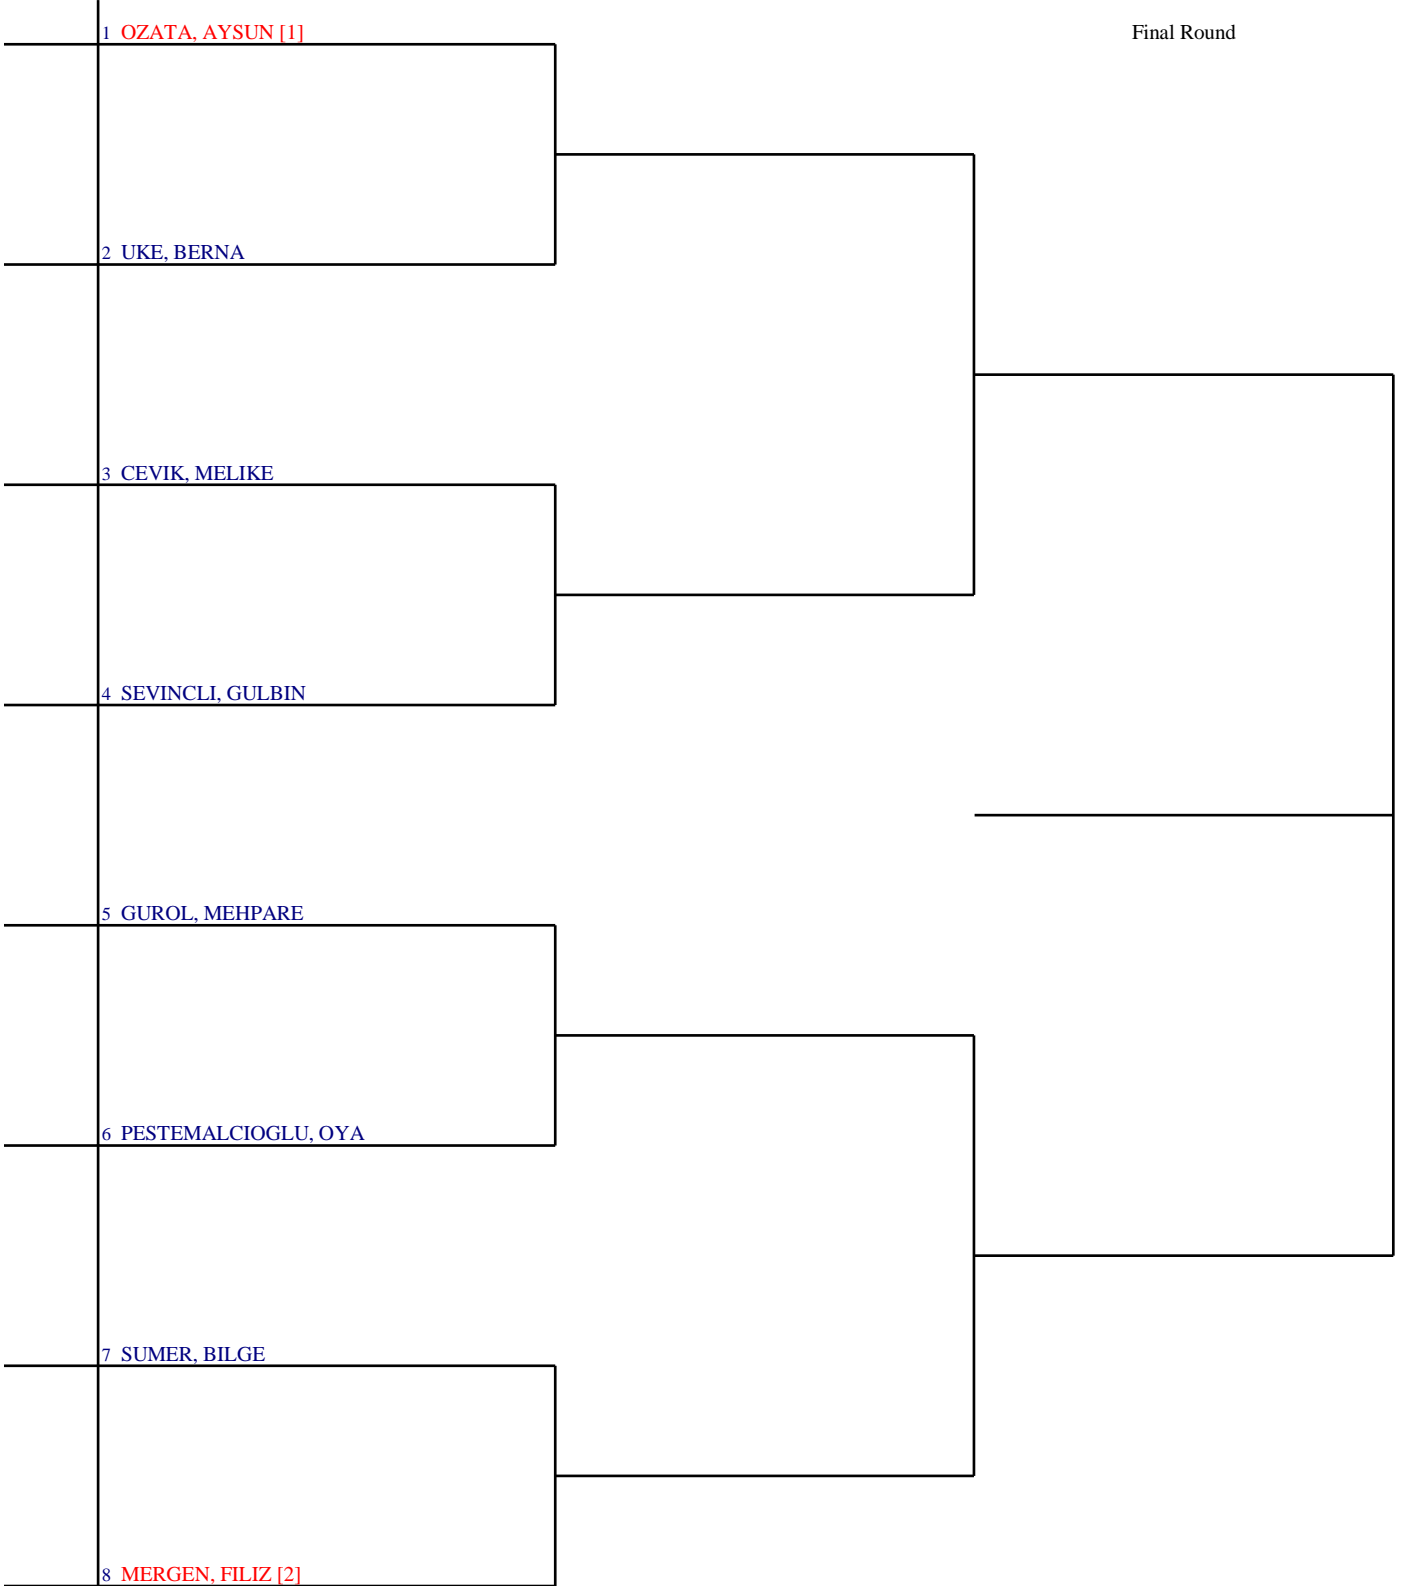 1 OZATA, AYSUN [1]
Final Round
2 UKE, BERNA
3 CEVIK, MELIKE
4 SEVINCLI, GULBIN
5 GUROL, MEHPARE
6 PESTEMALCIOGLU, OYA
7 SUMER, BILGE
8 MERGEN, FILIZ [2]